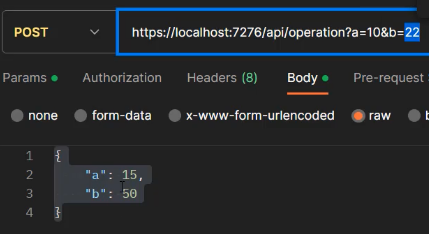 POST https://localhost:7276/api/operation?a=10&b=22
Params Authorization Headers (8) Body Pre-request
none form-data x-www-form-urlencoded raw b
1 {
2 "a": 15,
3 "b": 50
4 }